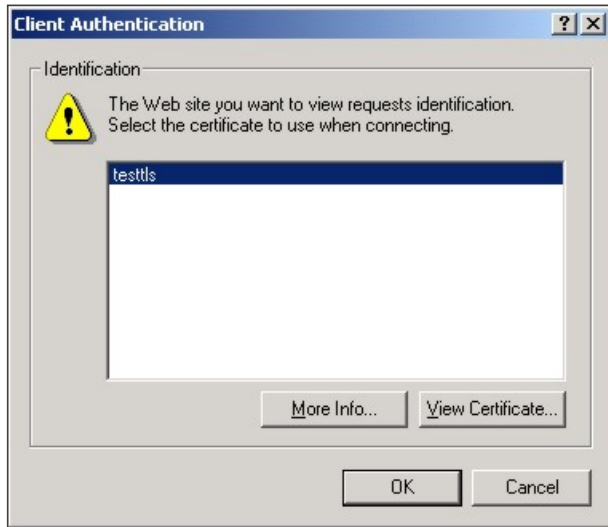 Client Authentication
Identification
The Web site you want to view requests identification.
Select the certificate to use when connecting.
testtls
More Info...
View Certificate...
OK
Cancel